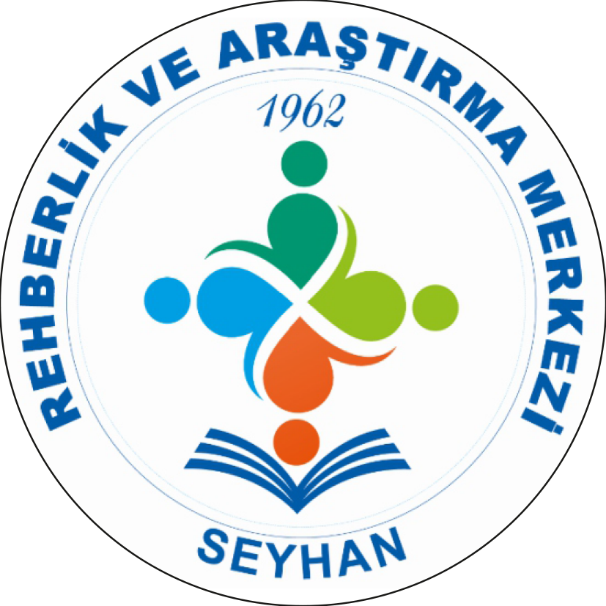 REHBERLİK VE ARAŞTIRMA MERKEZİ
1962
SEYHAN